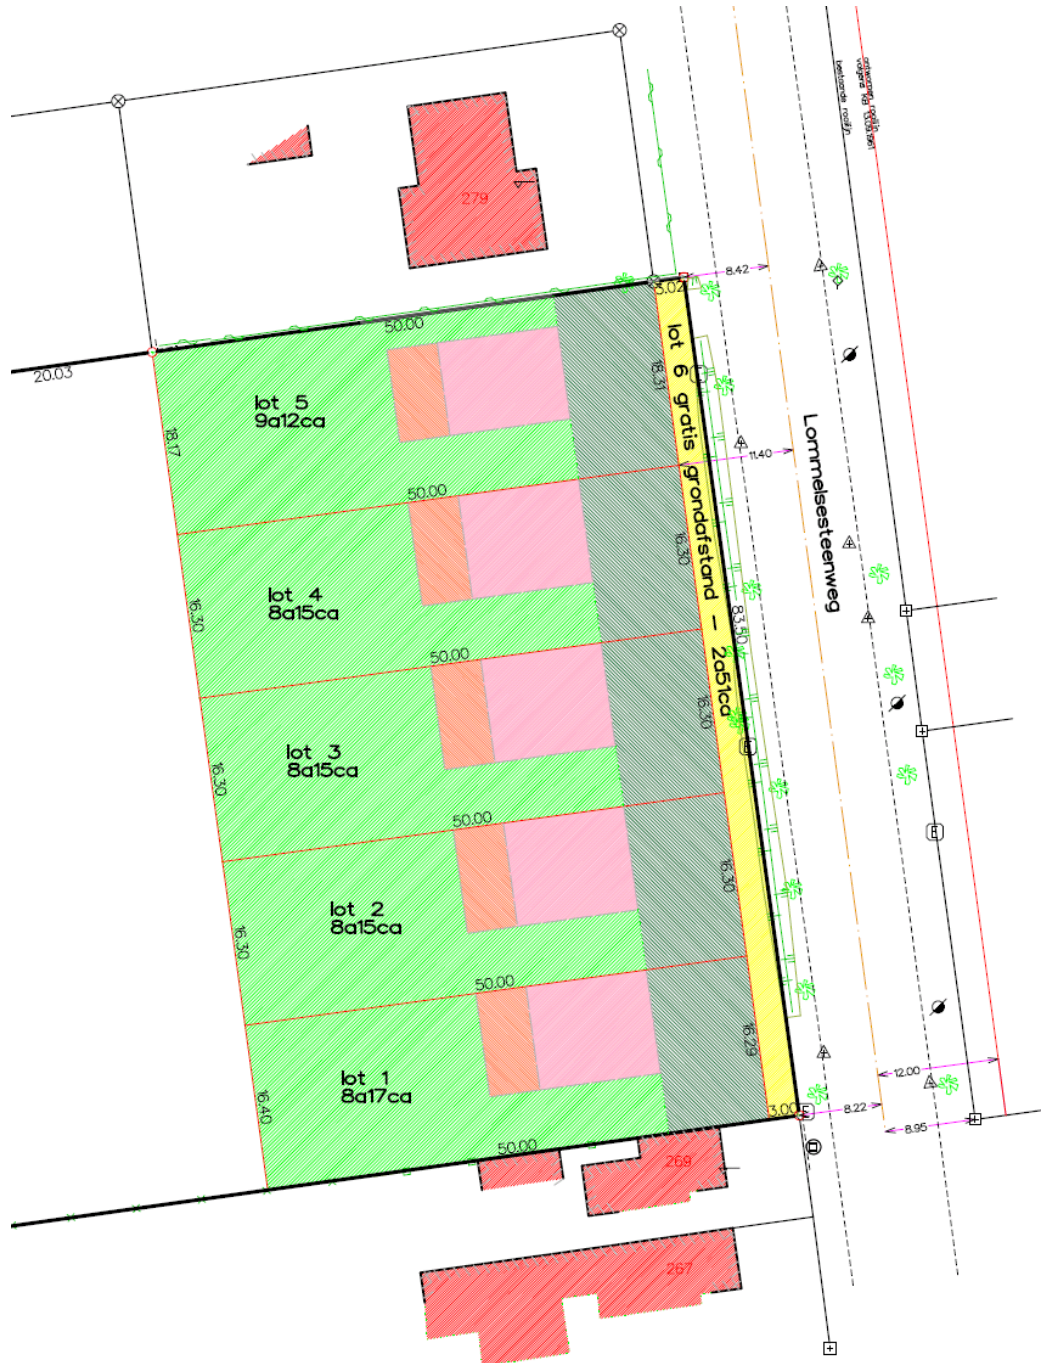 ontworpen rooilijn
volgens KB
bestaande rooilijn
279
8.42
3.02
50.00
20.03
lot 6 gratis grondafstand - 2a51ca
18.31
lot 5
9a12ca
18.17
11.40
Lommelsesteenweg
50.00
16.30
lot 4
8a15ca
16.30
83.50
50.00
16.30
lot 3
8a15ca
16.30
50.00
16.30
lot 2
8a15ca
16.30
50.00
16.29
lot 1
8a17ca
16.40
12.00
3.00
E
8.22
8.95
50.00
E
E
269
267